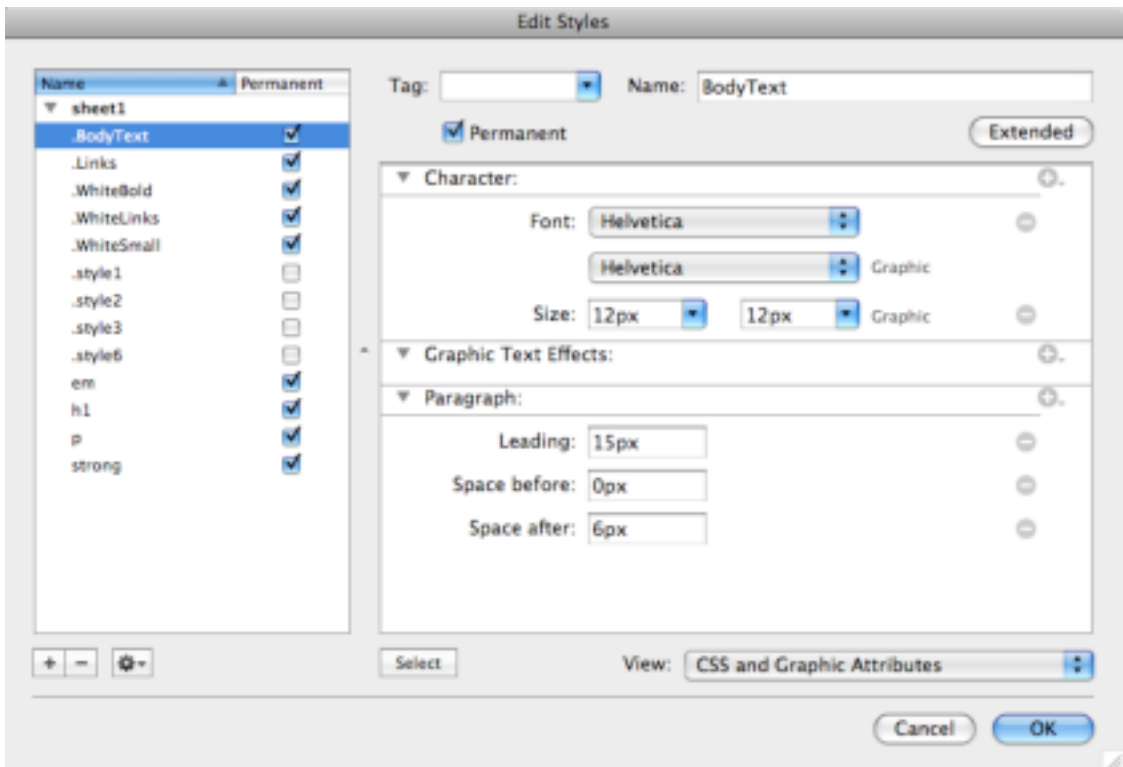 Edit Styles
Name Permanent
sheet1
.BodyText
.Links
.WhiteBold
.WhiteLinks
.WhiteSmall
.style1
.style2
.style3
.style6
em
h1
p
strong
Tag: Name: BodyText
Permanent Extended
Character:
Font: Helvetica
Helvetica Graphic
Size: 12px 12px Graphic
Graphic Text Effects:
Paragraph:
Leading: 15px
Space before: 0px
Space after: 6px
Select View: CSS and Graphic Attributes
Cancel OK